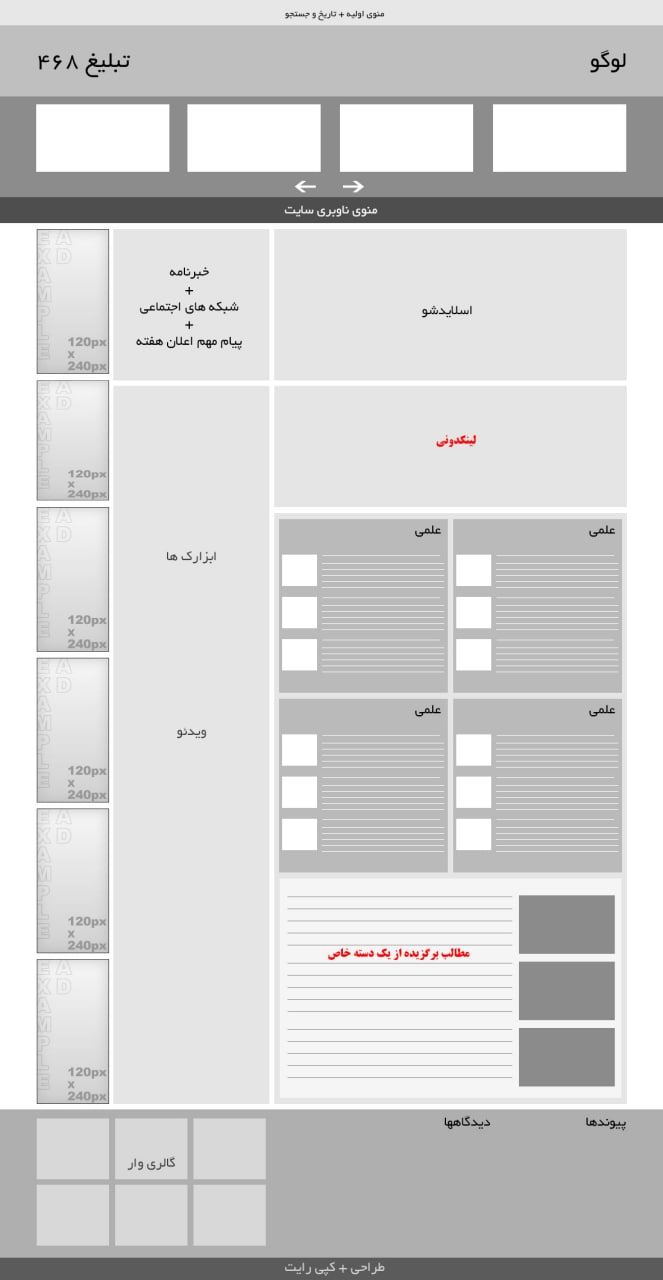 منوی اولیه + تاریخ و جستجو
لوگو
تبلیغ ۴۶۸
منوی ناوبری سایت
اسلایدشو
خبرنامه
+
شبکه های اجتماعی
+
پیام مهم اعلان هفته
AD
EXAMPLE
120px
x
240px
لینکدونی
AD
EXAMPLE
120px
x
240px
علمی
علمی
ابزارک ها
AD
EXAMPLE
120px
x
240px
علمی
علمی
ویدئو
AD
EXAMPLE
120px
x
240px
مطالب برگزیده از یک دسته خاص
AD
EXAMPLE
120px
x
240px
AD
EXAMPLE
120px
x
240px
پیوندها
دیدگاهها
گالری وار
طراحی + کپی رایت